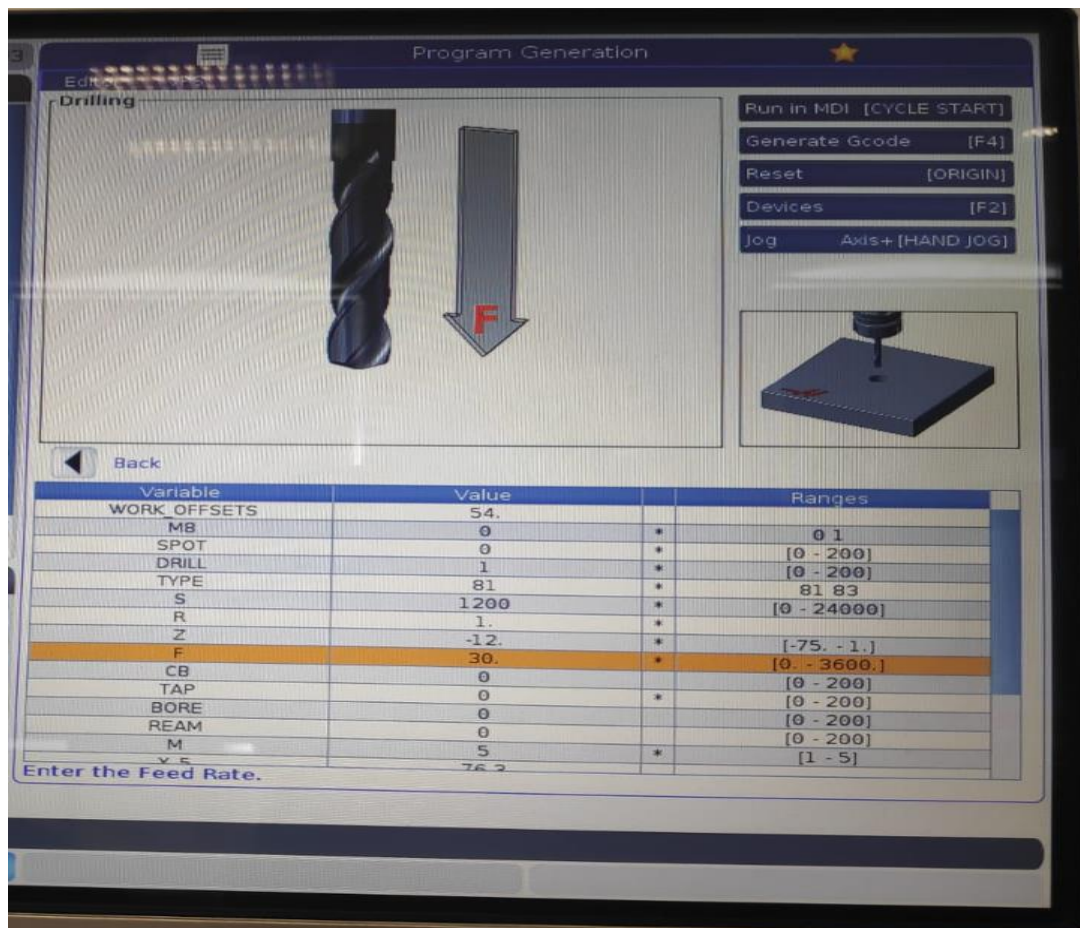 3
Program Generation
Drilling
F
Run in MDI [CYCLE START]
Generate Gcode [F4]
Reset [ORIGIN]
Devices [F2]
Jog Axis+[HAND JOG]
Back
Variable Value Ranges
WORK_OFFSETS 54.
M8 0 * 0 1
SPOT 0 * [0 - 200]
DRILL 1 * [0 - 200]
TYPE 81 * 81 83
S 1200 * [0 - 24000]
R 1. *
Z -12. * [-75. - 1.]
F 30. * [0. - 3600.]
CB 0 [0 - 200]
TAP 0 * [0 - 200]
BORE 0 [0 - 200]
REAM 0 [0 - 200]
M 5 * [1 - 5]
76.2
Enter the Feed Rate.